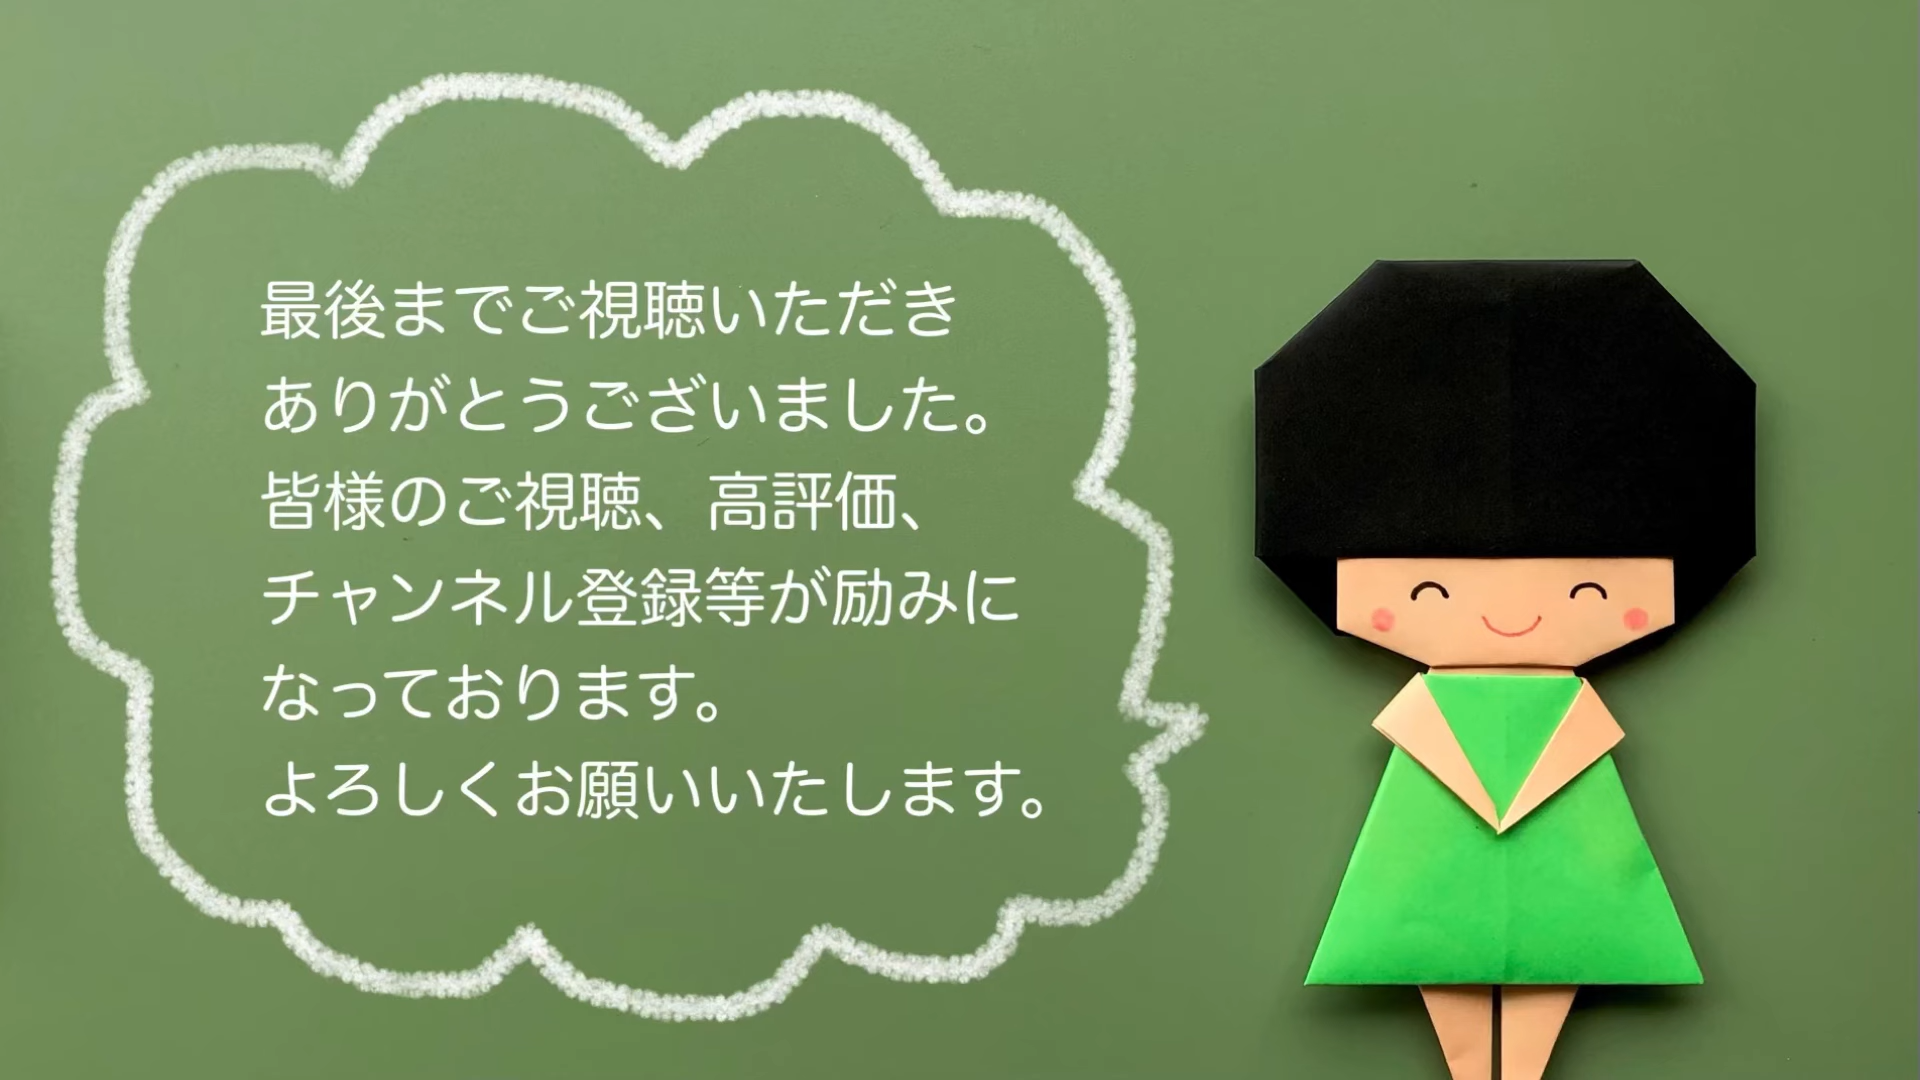 最後までご視聴いただき
ありがとうございました。
皆様のご視聴、高評価、
チャンネル登録等が励みに
なっております。
よろしくお願いいたします。